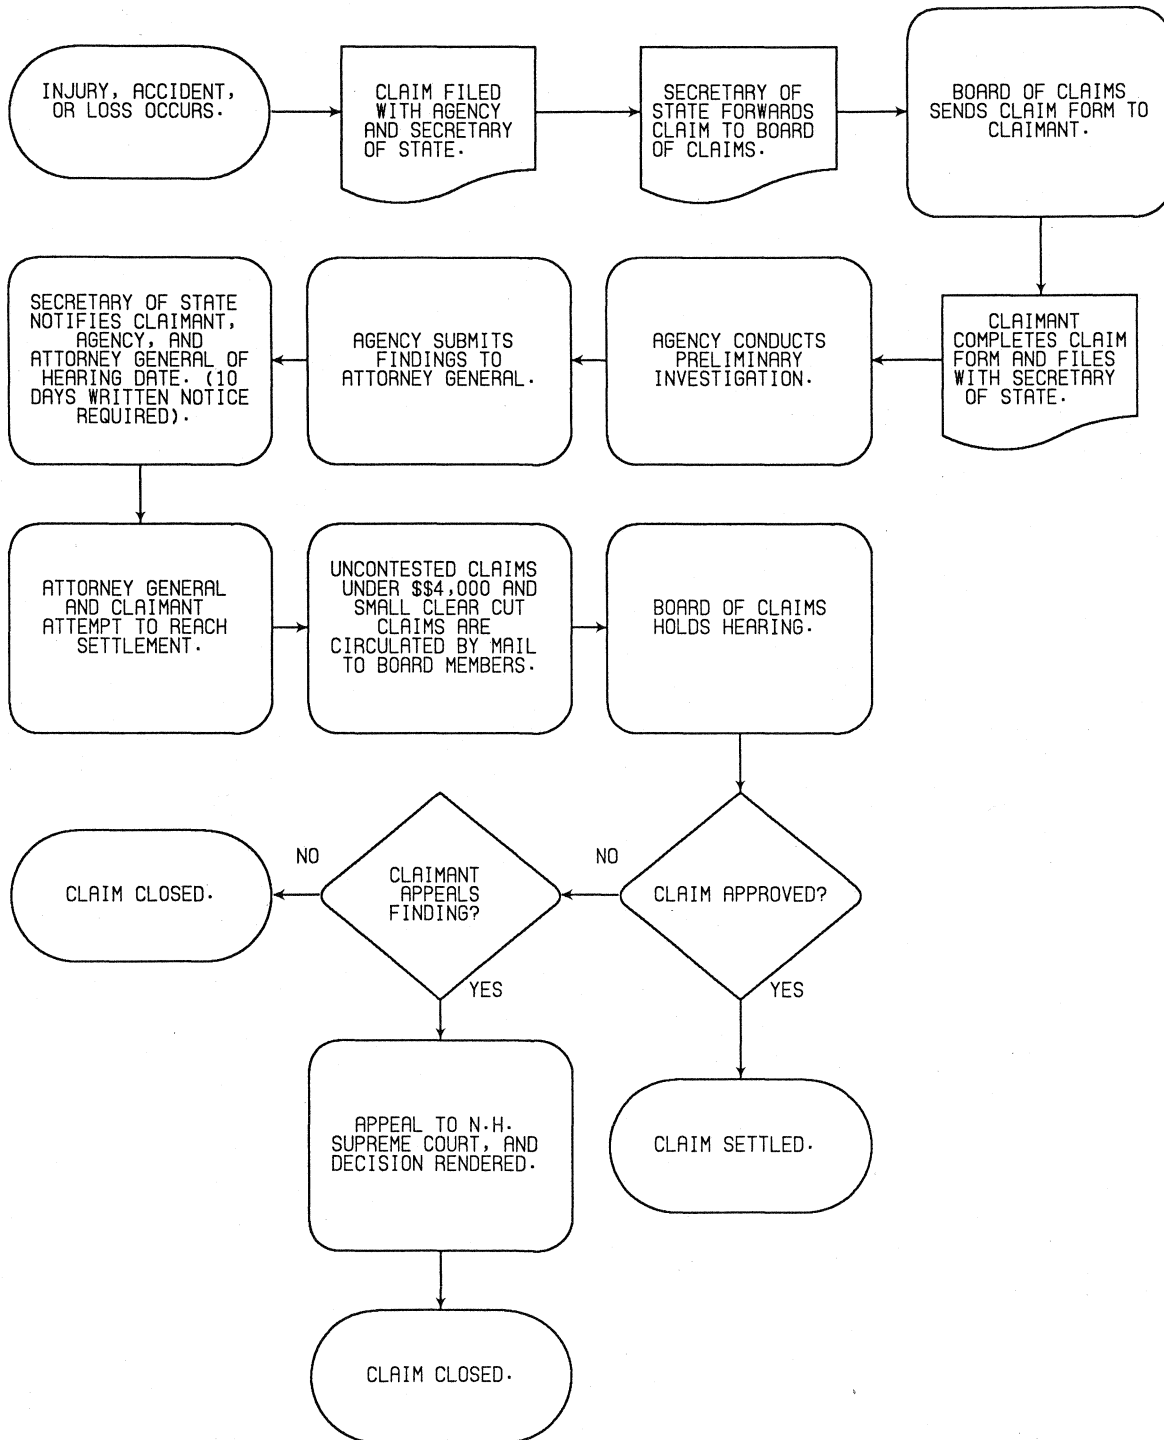 INJURY, ACCIDENT,
OR LOSS OCCURS.
CLAIM FILED
WITH AGENCY
AND SECRETARY
OF STATE.
SECRETARY OF
STATE FORWARDS
CLAIM TO BOARD
OF CLAIMS.
BOARD OF CLAIMS
SENDS CLAIM FORM TO
CLAIMANT.
CLAIMANT
COMPLETES CLAIM
FORM AND FILES
WITH SECRETARY
OF STATE.
AGENCY CONDUCTS
PRELIMINARY
INVESTIGATION.
AGENCY SUBMITS
FINDINGS TO
ATTORNEY GENERAL.
SECRETARY OF STATE
NOTIFIES CLAIMANT,
AGENCY, AND
ATTORNEY GENERAL OF
HEARING DATE. (10
DAYS WRITTEN NOTICE
REQUIRED).
ATTORNEY GENERAL
AND CLAIMANT
ATTEMPT TO REACH
SETTLEMENT.
UNCONTESTED CLAIMS
UNDER $$4,000 AND
SMALL CLEAR CUT
CLAIMS ARE
CIRCULATED BY MAIL
TO BOARD MEMBERS.
BOARD OF CLAIMS
HOLDS HEARING.
CLAIM APPROVED?
NO
YES
CLAIMANT
APPEALS
FINDING?
NO
YES
CLAIM CLOSED.
CLAIM SETTLED.
APPEAL TO N.H.
SUPREME COURT, AND
DECISION RENDERED.
CLAIM CLOSED.